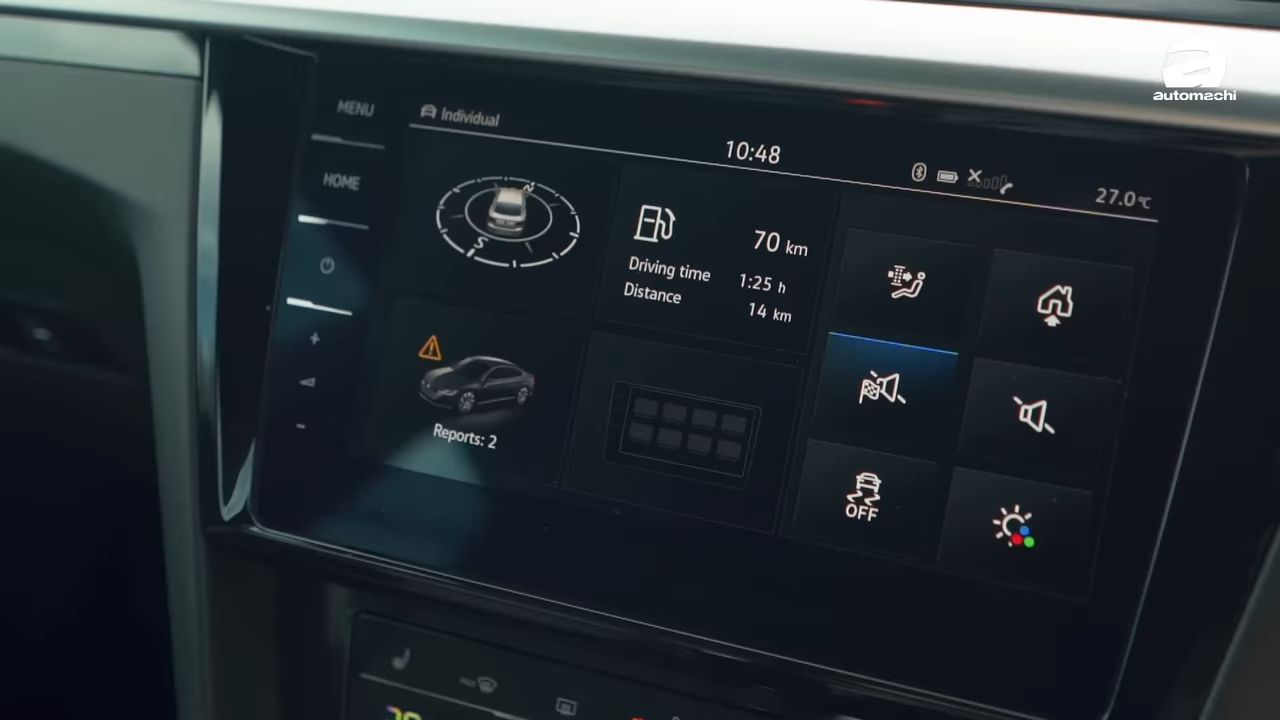 automachi
MENU
Individual
10:48
27.0°C
HOME
N
S
70 km
Driving time 1:25 h
Distance 14 km
Reports: 2
OFF